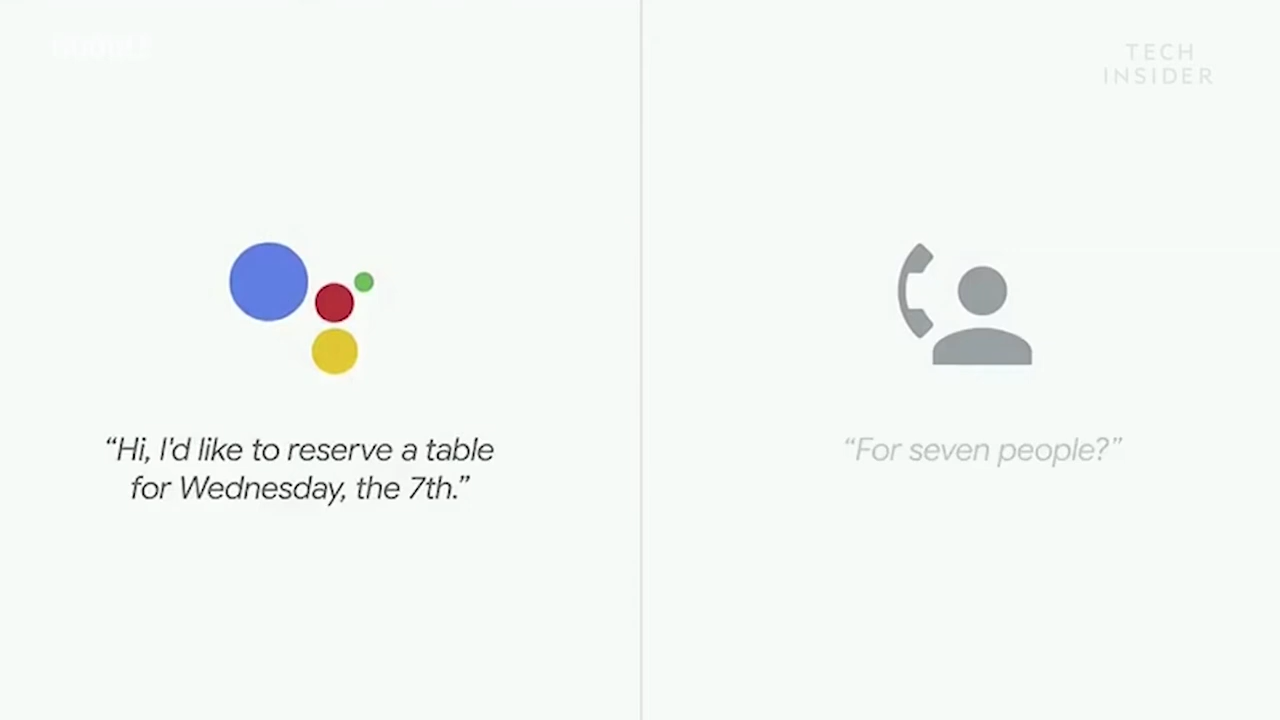 TECH
INSIDER
“Hi, I'd like to reserve a table
for Wednesday, the 7th.”
“For seven people?”